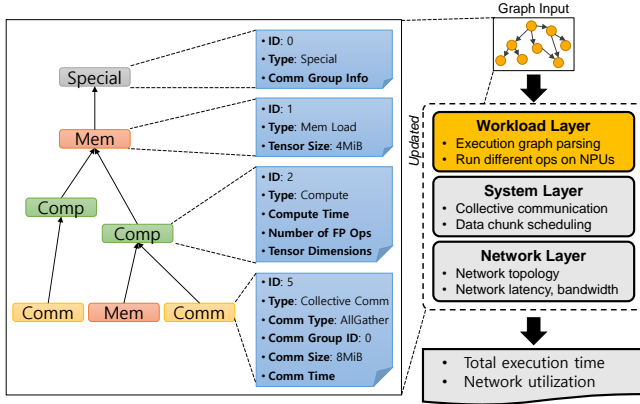 Graph Input
Special
Mem
Comp
Comp
Comm
Mem
Comm
• ID: 0
• Type: Special
• Comm Group Info
• ID: 1
• Type: Mem Load
• Tensor Size: 4MiB
• ID: 2
• Type: Compute
• Compute Time
• Number of FP Ops
• Tensor Dimensions
• ID: 5
• Type: Collective Comm
• Comm Type: AllGather
• Comm Group ID: 0
• Comm Size: 8MiB
• Comm Time
Updated
Workload Layer
• Execution graph parsing
• Run different ops on NPUs
System Layer
• Collective communication
• Data chunk scheduling
Network Layer
• Network topology
• Network latency, bandwidth
• Total execution time
• Network utilization